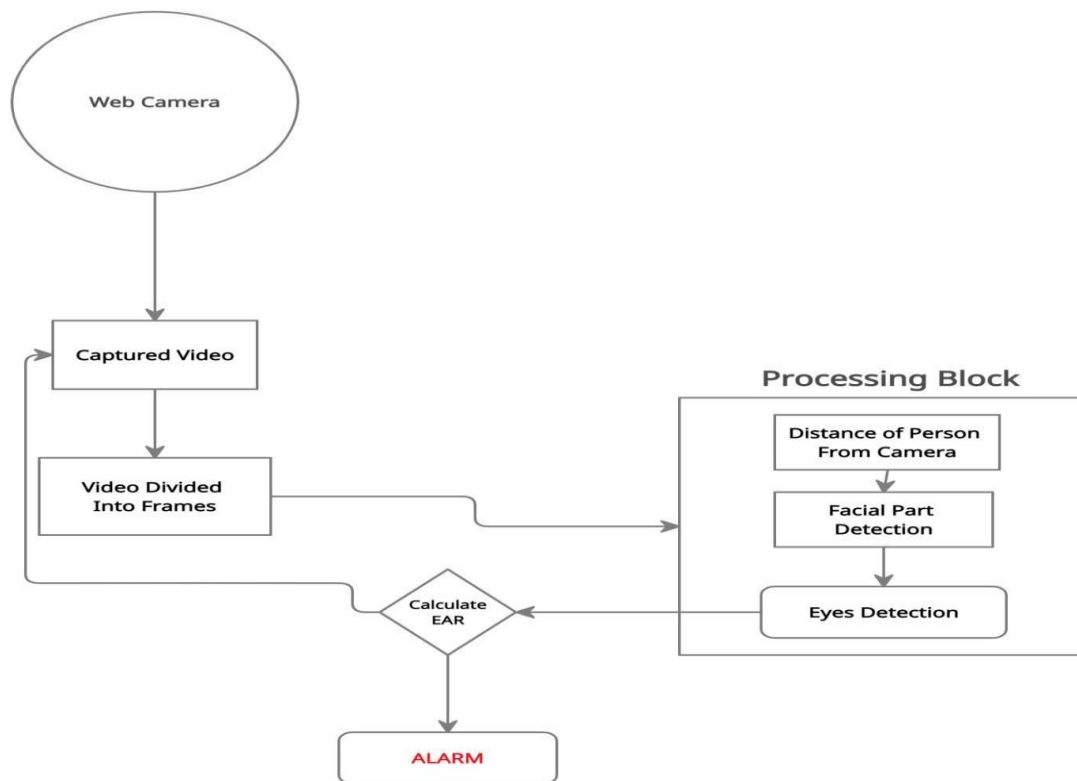 Web Camera
Captured Video
Video Divided
Into Frames
Processing Block
Distance of Person
From Camera
Facial Part
Detection
Eyes Detection
Calculate
EAR
ALARM